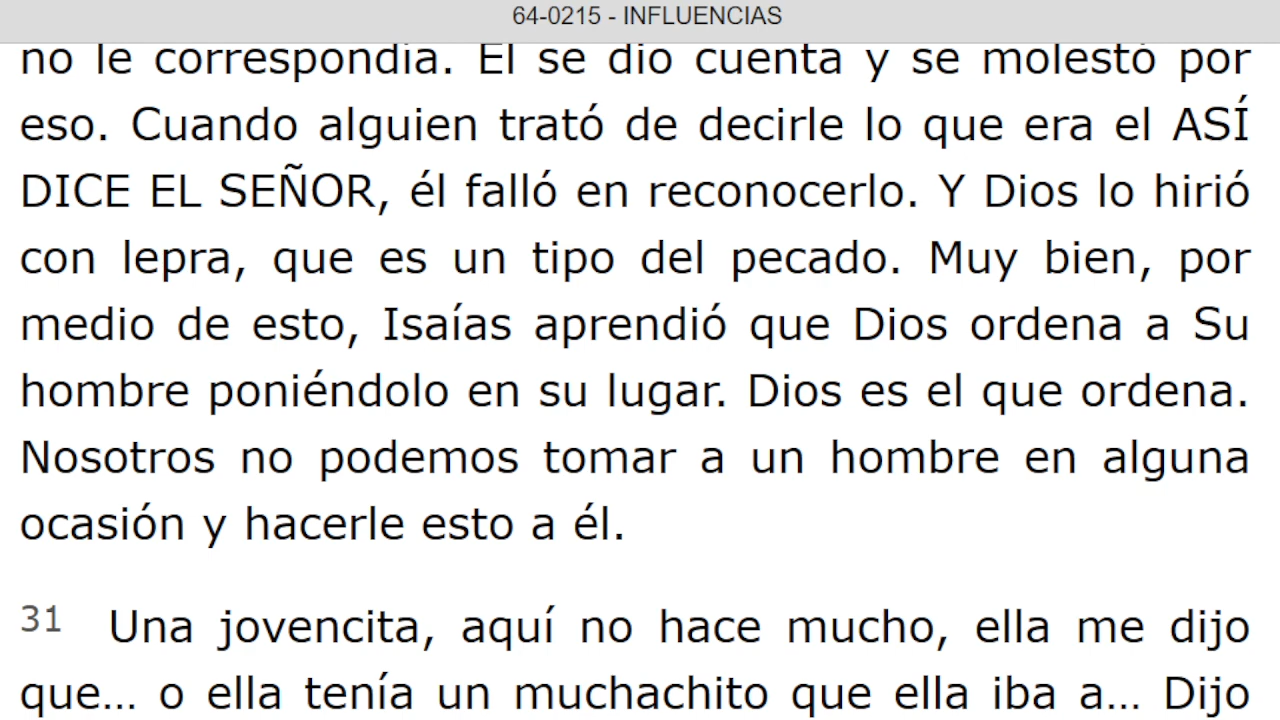 64-0215 - INFLUENCIAS
no le correspondía. Él se dio cuenta y se molestó por
eso. Cuando alguien trató de decirle lo que era el ASÍ
DICE EL SEÑOR, él falló en reconocerlo. Y Dios lo hirió
con lepra, que es un tipo del pecado. Muy bien, por
medio de esto, Isaías aprendió que Dios ordena a Su
hombre poniéndolo en su lugar. Dios es el que ordena.
Nosotros no podemos tomar a un hombre en alguna
ocasión y hacerle esto a él.
31 Una jovencita, aquí no hace mucho, ella me dijo
que… o ella tenía un muchachito que ella iba a… Dijo